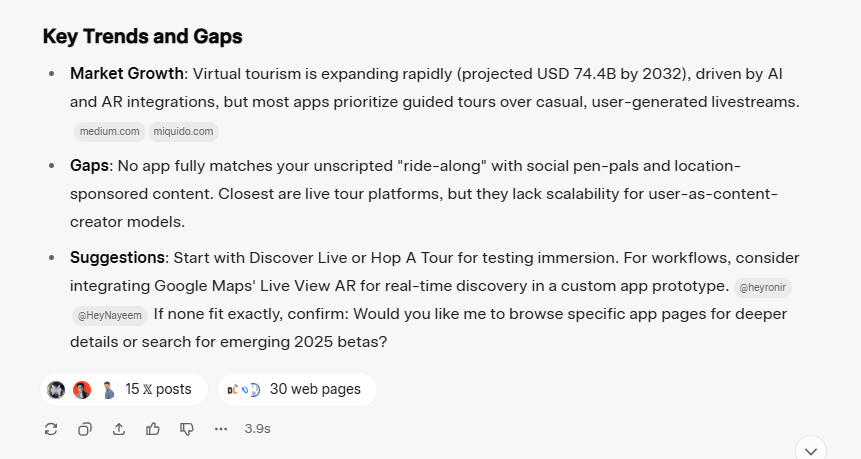 Key Trends and Gaps
Market Growth: Virtual tourism is expanding rapidly (projected USD 74.4B by 2032), driven by AI
and AR integrations, but most apps prioritize guided tours over casual, user-generated livestreams.
medium.com miquido.com
Gaps: No app fully matches your unscripted "ride-along" with social pen-pals and location-
sponsored content. Closest are live tour platforms, but they lack scalability for user-as-content-
creator models.
Suggestions: Start with Discover Live or Hop A Tour for testing immersion. For workflows, consider
integrating Google Maps' Live View AR for real-time discovery in a custom app prototype. @heyronir
@HeyNayeem If none fit exactly, confirm: Would you like me to browse specific app pages for deeper
details or search for emerging 2025 betas?
15 𝕏 posts 30 web pages
3.9s